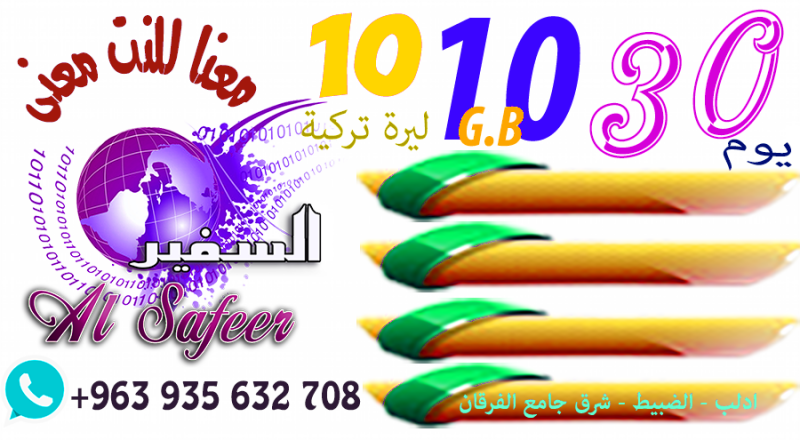 معنا للنت معنى
10
ليرة تركية
10
G.B
30
يوم
السفير
Al Safeer
+963 935 632 708
ادلب - الضبيط - شرق جامع الفرقان